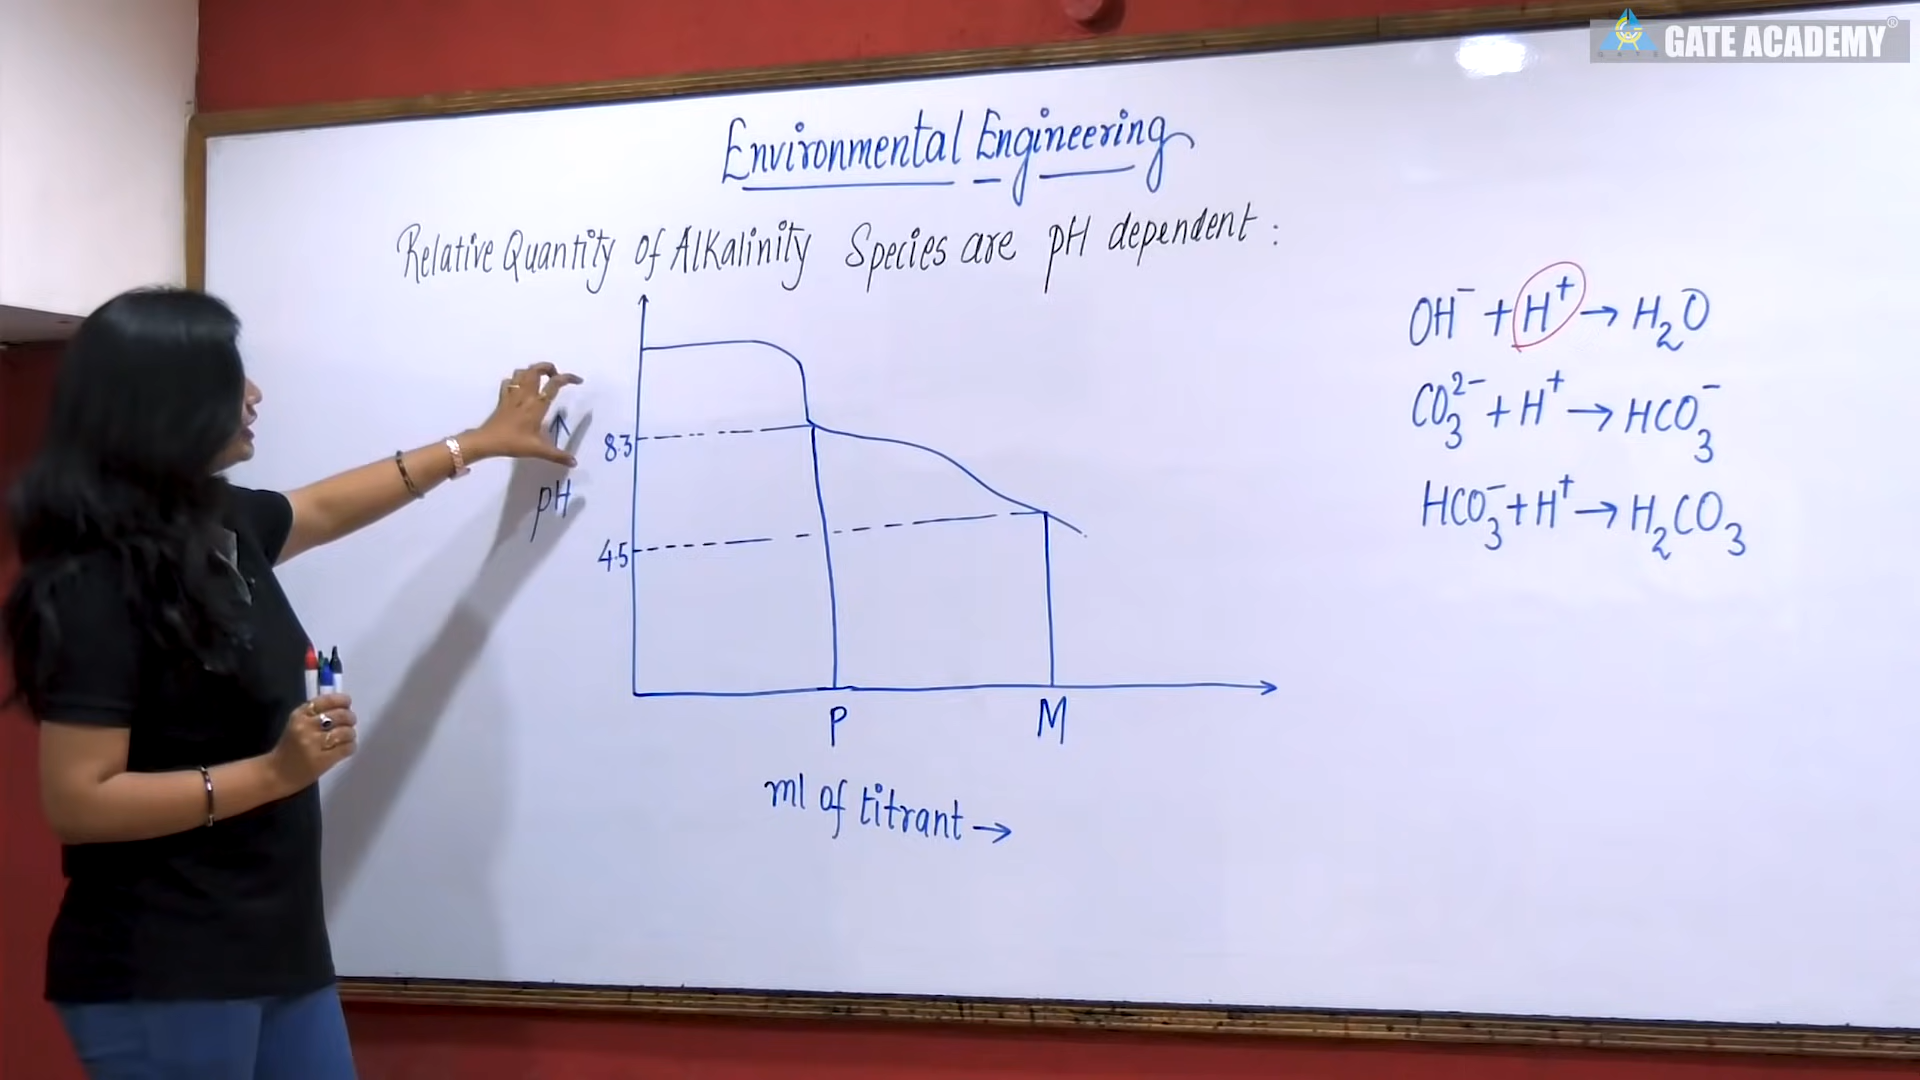 GATE ACADEMY
Environmental Engineering
Relative Quantity of Alkalinity Species are pH dependent :
OH⁻ + H⁺ → H₂O
CO₃²⁻ + H⁺ → HCO₃⁻
HCO₃⁻ + H⁺ → H₂CO₃
8.3
pH
4.5
P
M
ml of titrant →